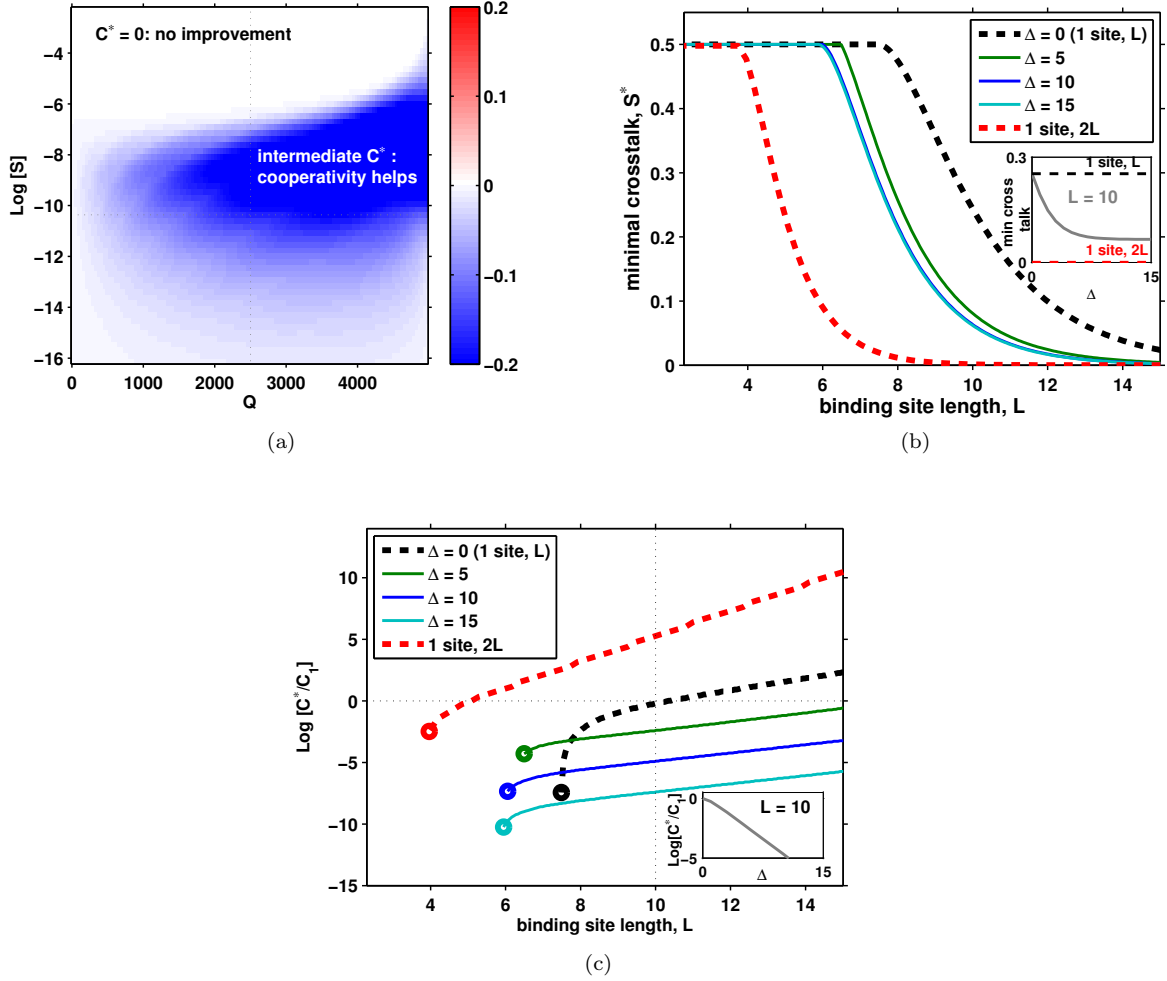 C* = 0: no improvement
intermediate C* :
cooperativity helps
Log [S]
−4
−6
−8
−10
−12
−14
−16
0
1000
2000
3000
4000
Q
0.2
0.1
0
−0.1
−0.2
(a)
minimal crosstalk, S*
0.5
0.4
0.3
0.2
0.1
0
4
6
8
10
12
14
binding site length, L
Δ = 0 (1 site, L)
Δ = 5
Δ = 10
Δ = 15
1 site, 2L
min cross
talk
0.3
0
1 site, L
L = 10
1 site, 2L
0
15
Δ
(b)
Δ = 0 (1 site, L)
Δ = 5
Δ = 10
Δ = 15
1 site, 2L
Log [C*/C1]
10
5
0
−5
−10
−15
4
6
8
10
12
14
binding site length, L
Log[C*/C1]
0
−5
L = 10
0
15
Δ
(c)